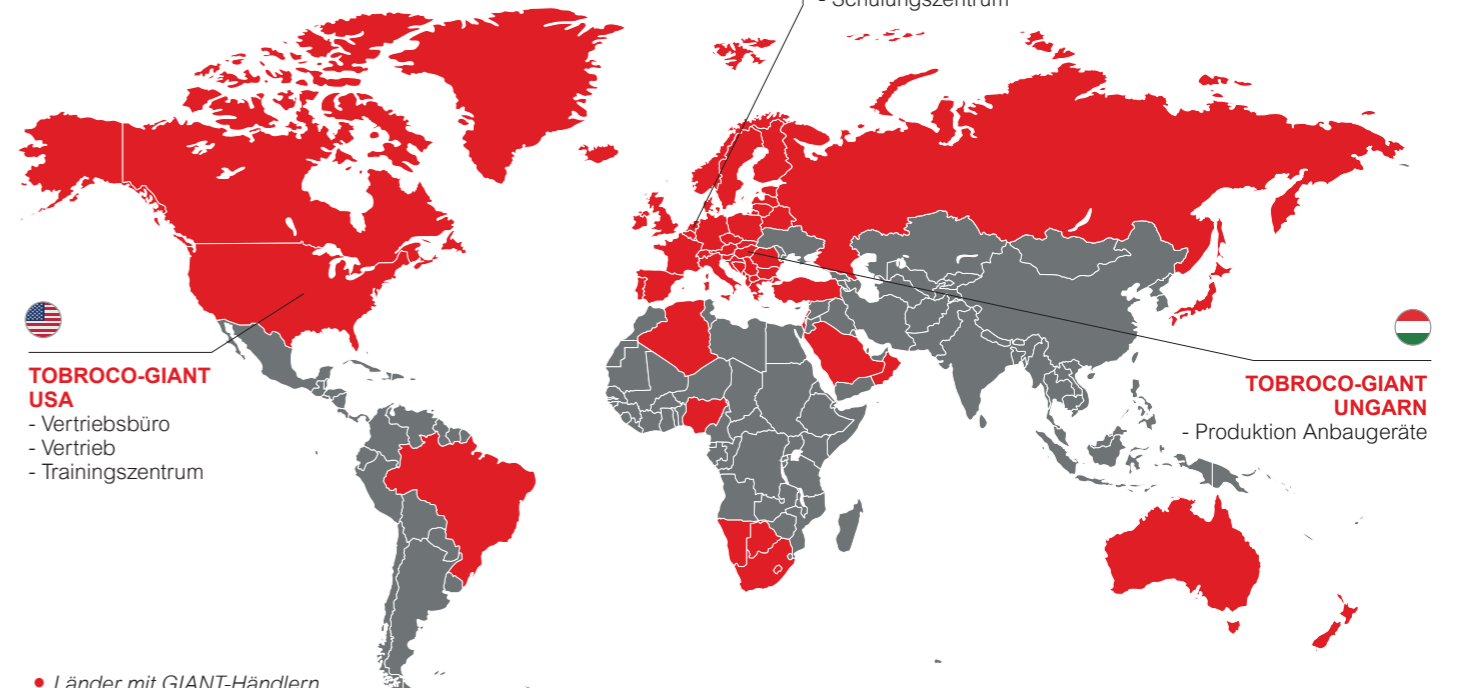 - Schulungszentrum
TOBROCO-GIANT
USA
- Vertriebsbüro
- Vertrieb
- Trainingszentrum
TOBROCO-GIANT
UNGARN
- Produktion Anbaugeräte
• Länder mit GIANT-Händlern